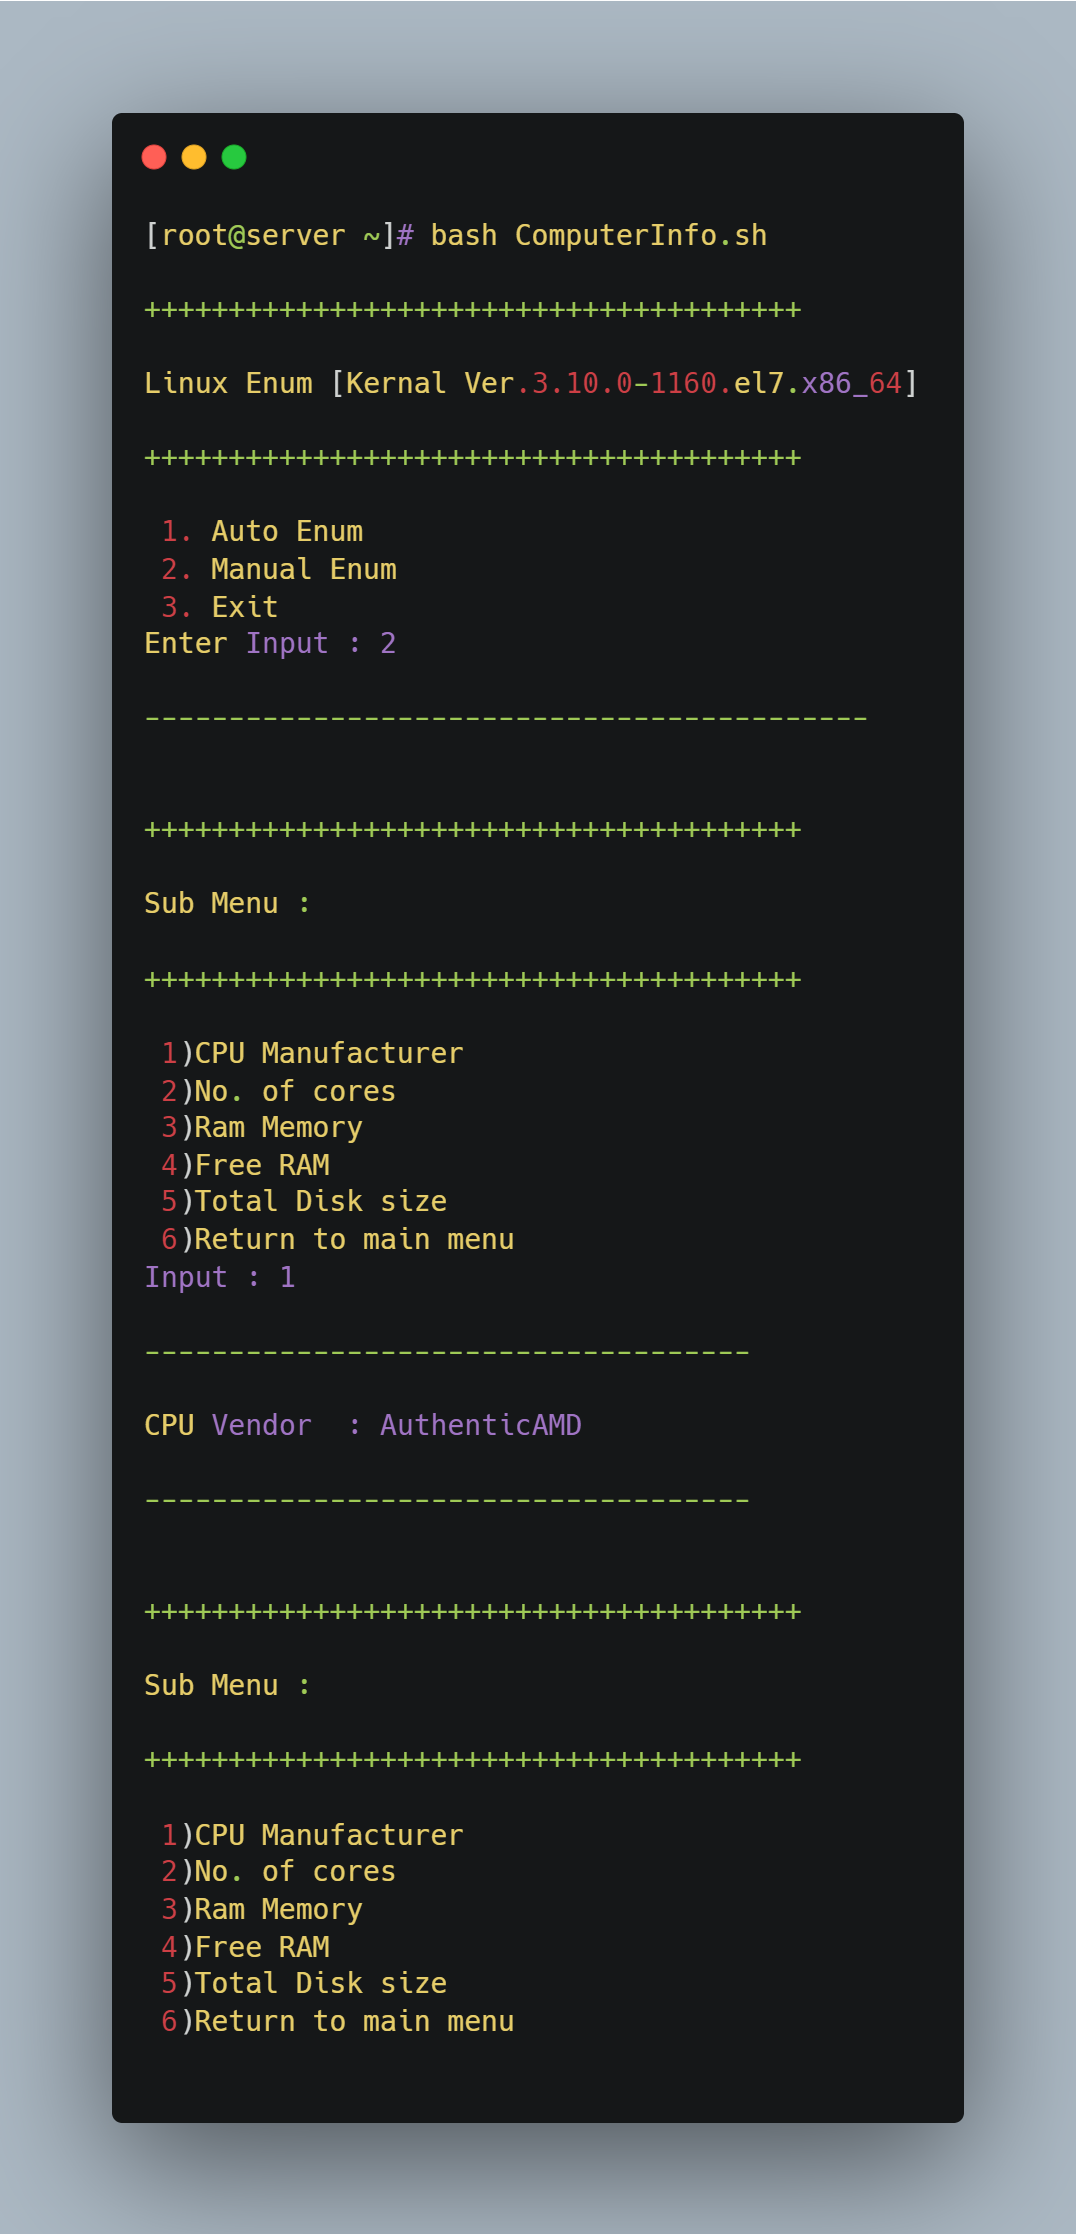 [root@server ~]# bash ComputerInfo.sh
+++++++++++++++++++++++++++++++++++++++
Linux Enum [Kernal Ver.3.10.0-1160.el7.x86_64]
+++++++++++++++++++++++++++++++++++++++
1. Auto Enum
2. Manual Enum
3. Exit
Enter Input : 2
-------------------------------------------
+++++++++++++++++++++++++++++++++++++++
Sub Menu :
+++++++++++++++++++++++++++++++++++++++
1)CPU Manufacturer
2)No. of cores
3)Ram Memory
4)Free RAM
5)Total Disk size
6)Return to main menu
Input : 1
------------------------------------
CPU Vendor  : AuthenticAMD
------------------------------------
+++++++++++++++++++++++++++++++++++++++
Sub Menu :
+++++++++++++++++++++++++++++++++++++++
1)CPU Manufacturer
2)No. of cores
3)Ram Memory
4)Free RAM
5)Total Disk size
6)Return to main menu